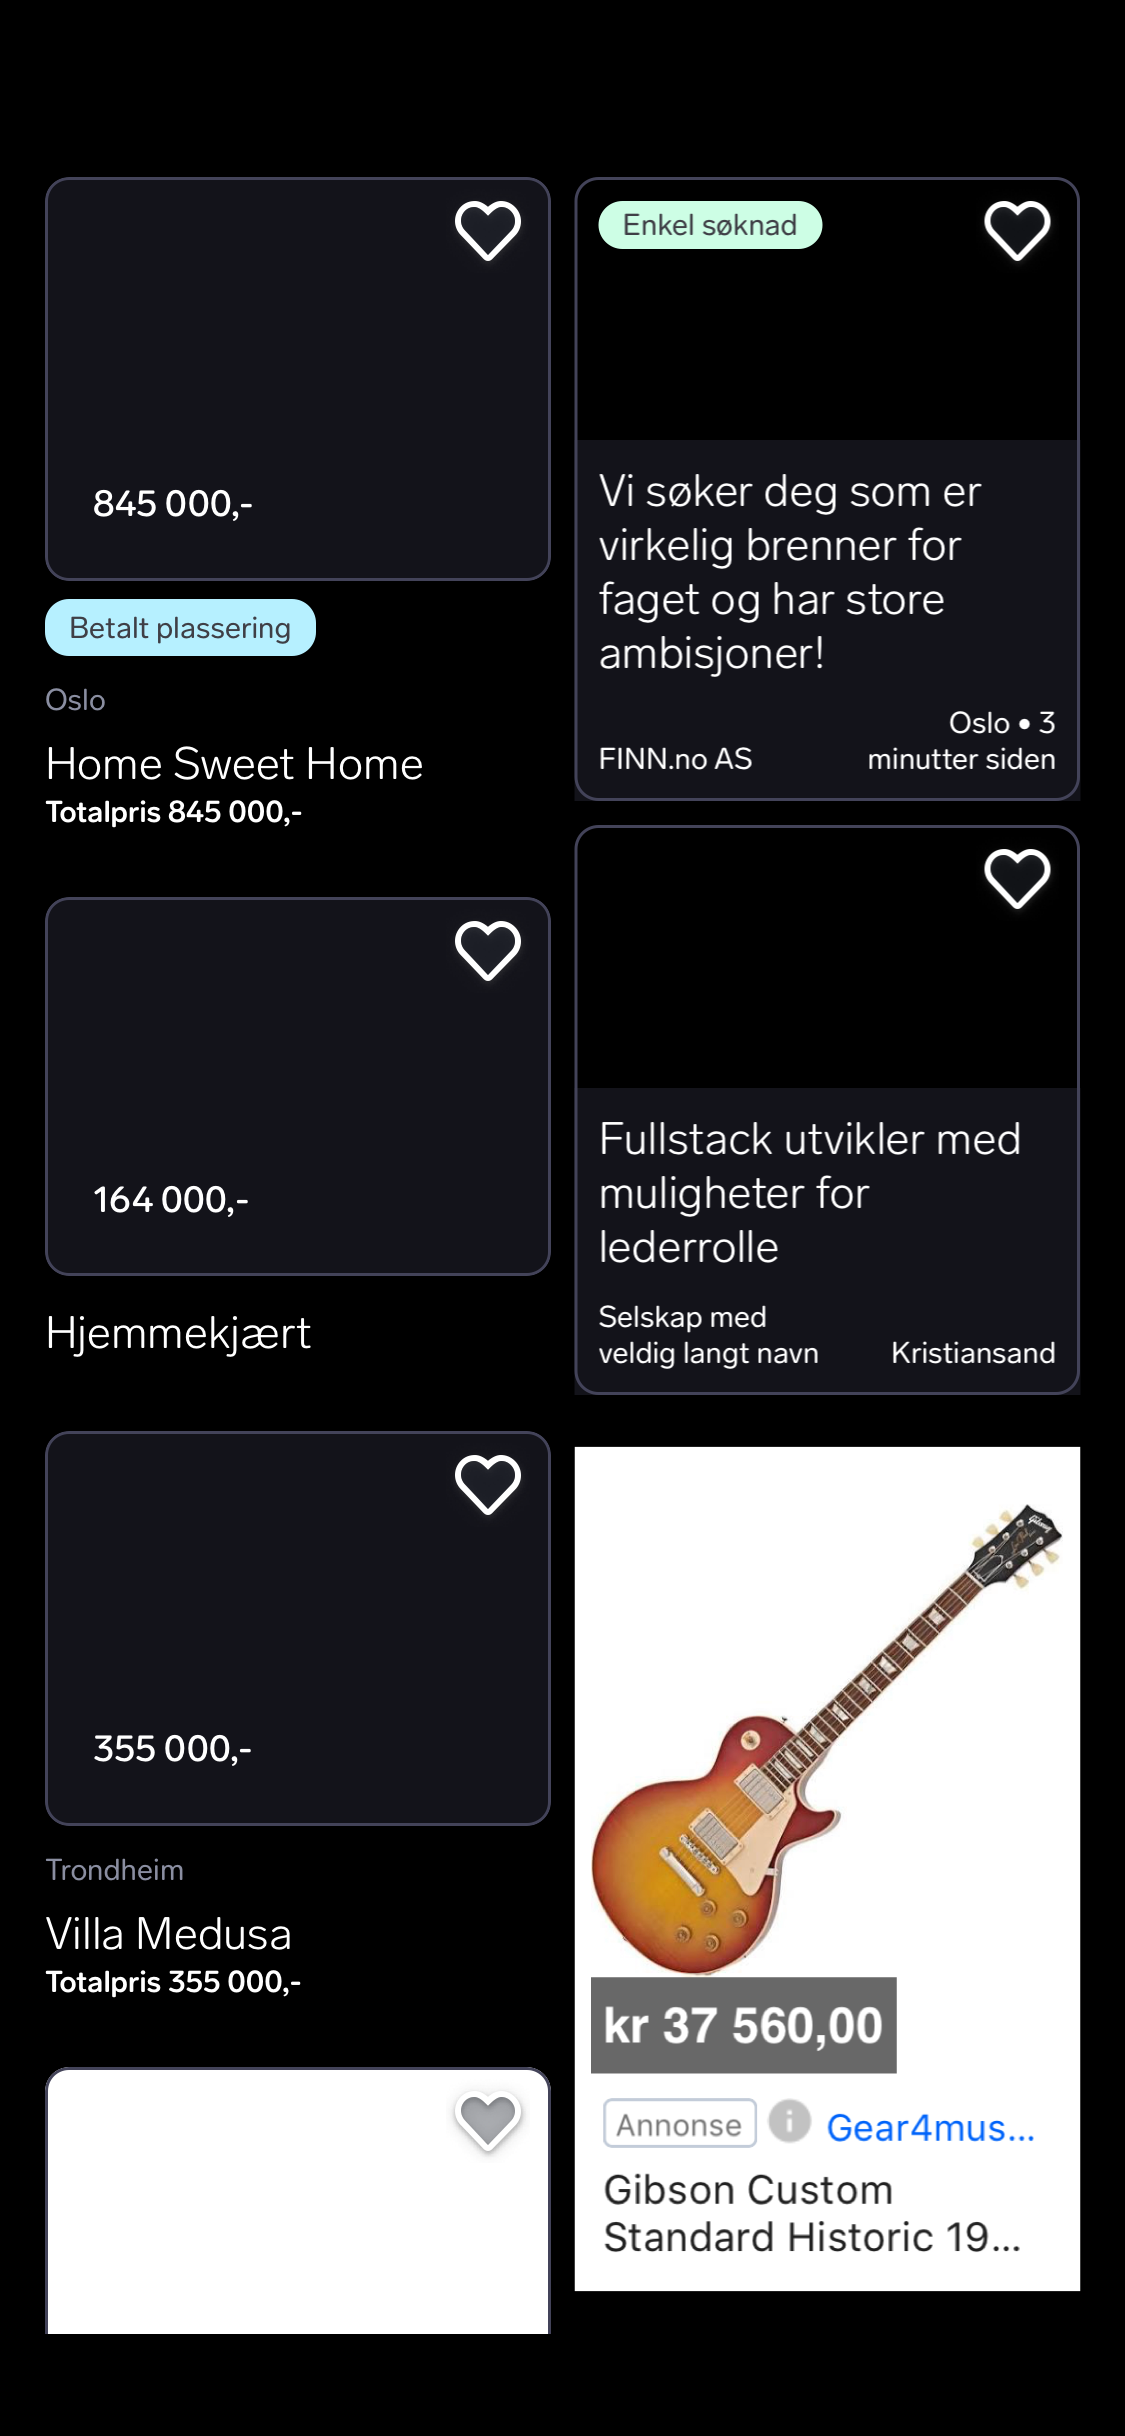 845 000,-
Betalt plassering
Oslo
Home Sweet Home
Totalpris 845 000,-
164 000,-
Hjemmekjært
355 000,-
Trondheim
Villa Medusa
Totalpris 355 000,-
Enkel søknad
Vi søker deg som er
virkelig brenner for
faget og har store
ambisjoner!
FINN.no AS
Oslo • 3
minutter siden
Fullstack utvikler med
muligheter for
lederrolle
Selskap med
veldig langt navn
Kristiansand
Gibson
kr 37 560,00
Annonse
i
Gear4mus...
Gibson Custom
Standard Historic 19...